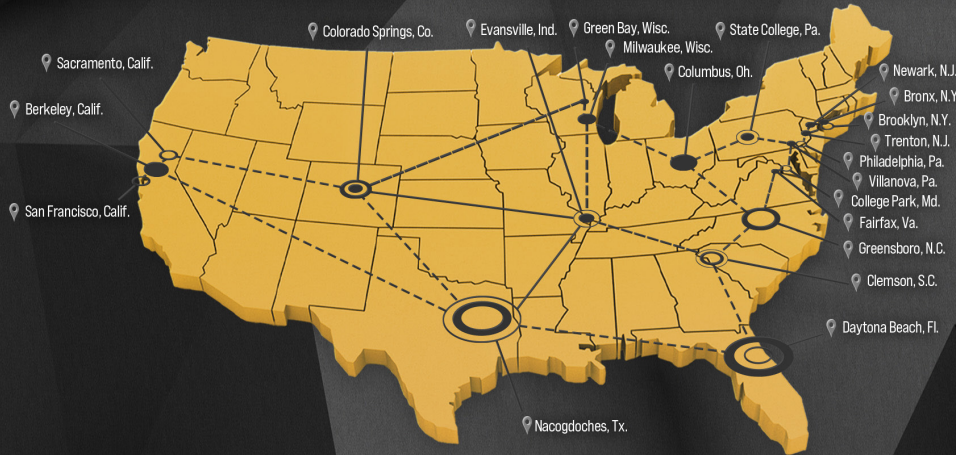 Colorado Springs, Co.
Evansville, Ind.
Green Bay, Wisc.
State College, Pa.
Milwaukee, Wisc.
Sacramento, Calif.
Columbus, Oh.
Newark, N.J.
Berkeley, Calif.
Bronx, N.Y
Brooklyn, N.Y.
Trenton, N.J.
Philadelphia, Pa.
Villanova, Pa.
College Park, Md.
San Francisco, Calif.
Fairfax, Va.
Greensboro, N.C.
Clemson, S.C.
Daytona Beach, Fl.
Nacogdoches, Tx.